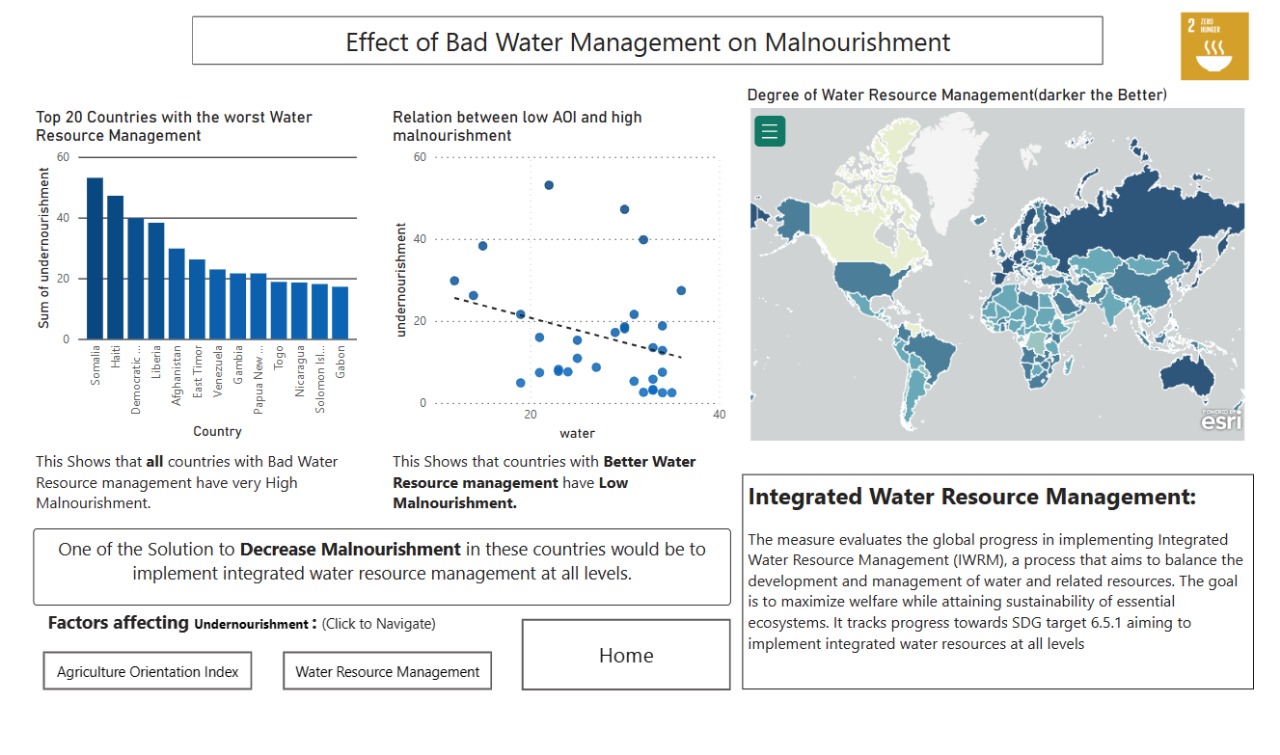 Effect of Bad Water Management on Malnourishment
2 ZERO
HUNGER
Top 20 Countries with the worst Water
Resource Management
60
40
20
0
Sum of undernourishment
Somalia
Haiti
Democratic ...
Liberia
Afghanistan
East Timor
Venezuela
Gambia
Papua New ...
Togo
Nicaragua
Solomon Isl...
Gabon
Country
This Shows that all countries with Bad Water
Resource management have very High
Malnourishment.
Relation between low AOI and high
malnourishment
60
40
20
0
undernourishment
20
40
water
This Shows that countries with Better Water
Resource management have Low
Malnourishment.
Degree of Water Resource Management(darker the Better)
POWERED BY
esri
One of the Solution to Decrease Malnourishment in these countries would be to
implement integrated water resource management at all levels.
Factors affecting Undernourishment : (Click to Navigate)
Agriculture Orientation Index
Water Resource Management
Home
Integrated Water Resource Management:
The measure evaluates the global progress in implementing Integrated
Water Resource Management (IWRM), a process that aims to balance the
development and management of water and related resources. The goal
is to maximize welfare while attaining sustainability of essential
ecosystems. It tracks progress towards SDG target 6.5.1 aiming to
implement integrated water resources at all levels